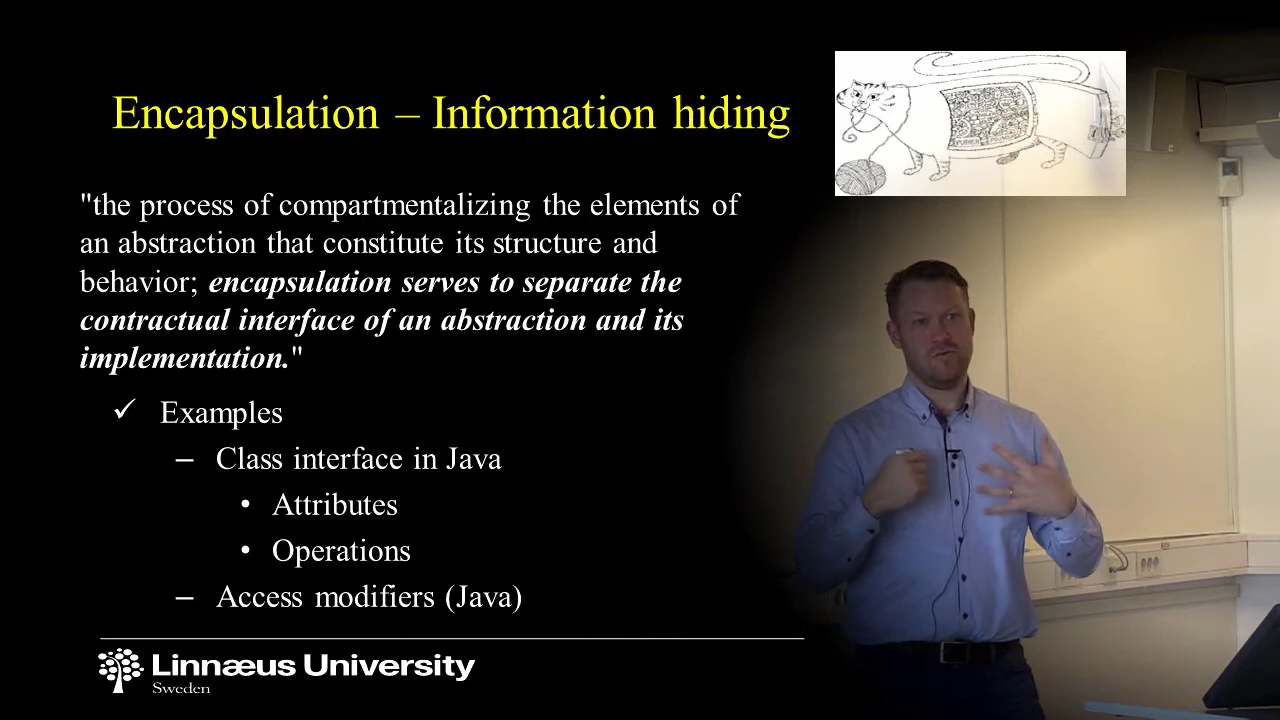 Encapsulation – Information hiding
"the process of compartmentalizing the elements of
an abstraction that constitute its structure and
behavior; encapsulation serves to separate the
contractual interface of an abstraction and its
implementation."
✓ Examples
– Class interface in Java
• Attributes
• Operations
– Access modifiers (Java)
Linnæus University
Sweden